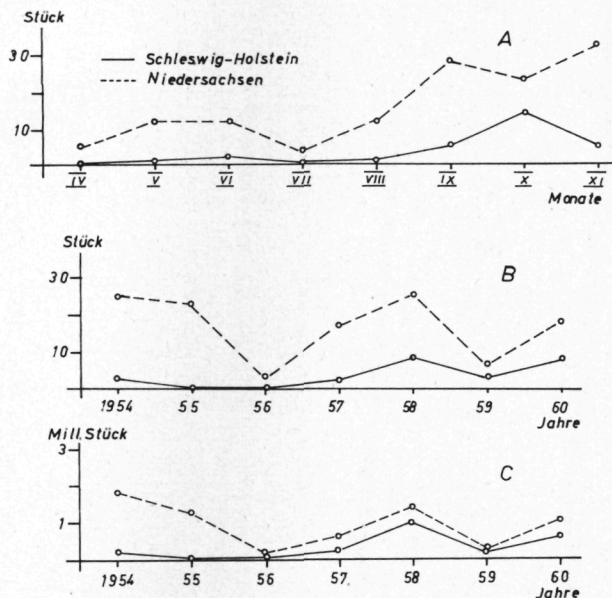 Stück
A
30
10
Schleswig-Holstein
Niedersachsen
IV V VI VII VIII IX X XI
Monate
Stück
B
30
10
1954 55 56 57 58 59 60
Jahre
Mill. Stück
C
3
1
1954 55 56 57 58 59 60
Jahre